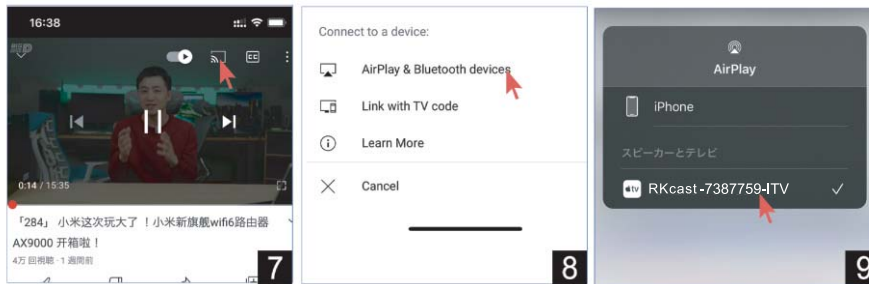 16:38
CC
0:14 / 15:35
「284」 小米这次玩大了 ！小米新旗舰wifi6路由器
AX9000 开箱啦！
4万 回視聴 · 1 週間前
7
Connect to a device:
AirPlay & Bluetooth devices
Link with TV code
Learn More
Cancel
8
AirPlay
iPhone
スピーカーとテレビ
tv RKcast-7387759-ITV
9